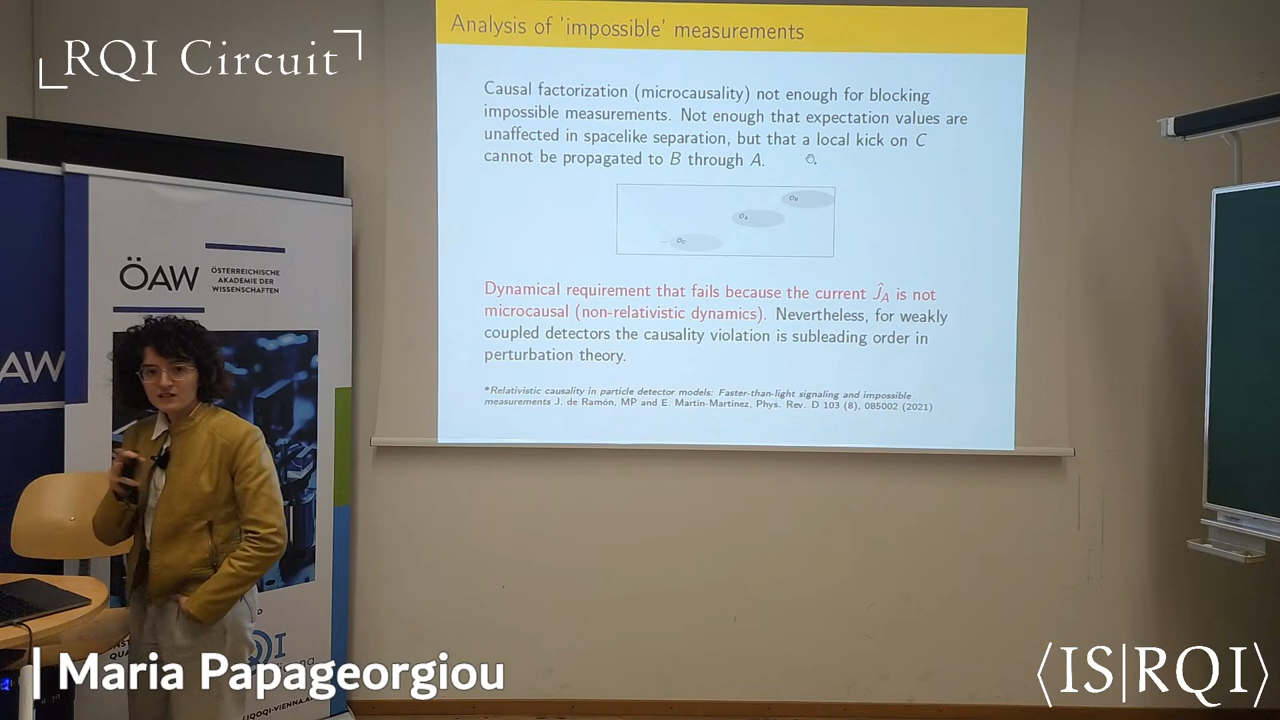 RQI Circuit
Analysis of 'impossible' measurements
Causal factorization (microcausality) not enough for blocking
impossible measurements. Not enough that expectation values are
unaffected in spacelike separation, but that a local kick on C
cannot be propagated to B through A.
O_B
O_A
O_C
Dynamical requirement that fails because the current Ĵ_A is not
microcausal (non-relativistic dynamics). Nevertheless, for weakly
coupled detectors the causality violation is subleading order in
perturbation theory.
*Relativistic causality in particle detector models: Faster-than-light signaling and impossible
measurements J. de Ramón, MP and E. Martin-Martinez, Phys. Rev. D 103 (8), 085002 (2021)
ÖAW
ÖSTERREICHISCHE
AKADEMIE DER
WISSENSCHAFTEN
AW
Maria Papageorgiou
⟨IS|RQI⟩